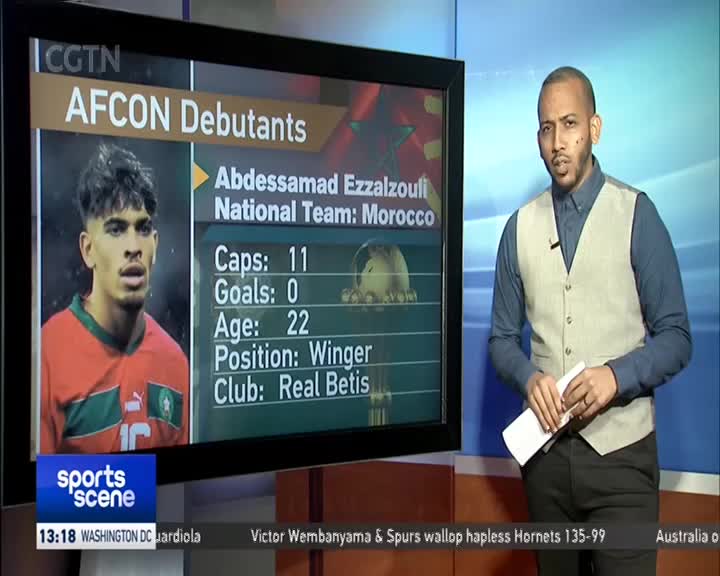 CGTN
AFCON Debutants
Abdessamad Ezzalzouli
National Team: Morocco
Caps: 11
Goals: 0
Age: 22
Position: Winger
Club: Real Betis
sports
scene
13:18 WASHINGTON DC uardiola Victor Wembanyama & Spurs wallop hapless Hornets 135-99 Australia o